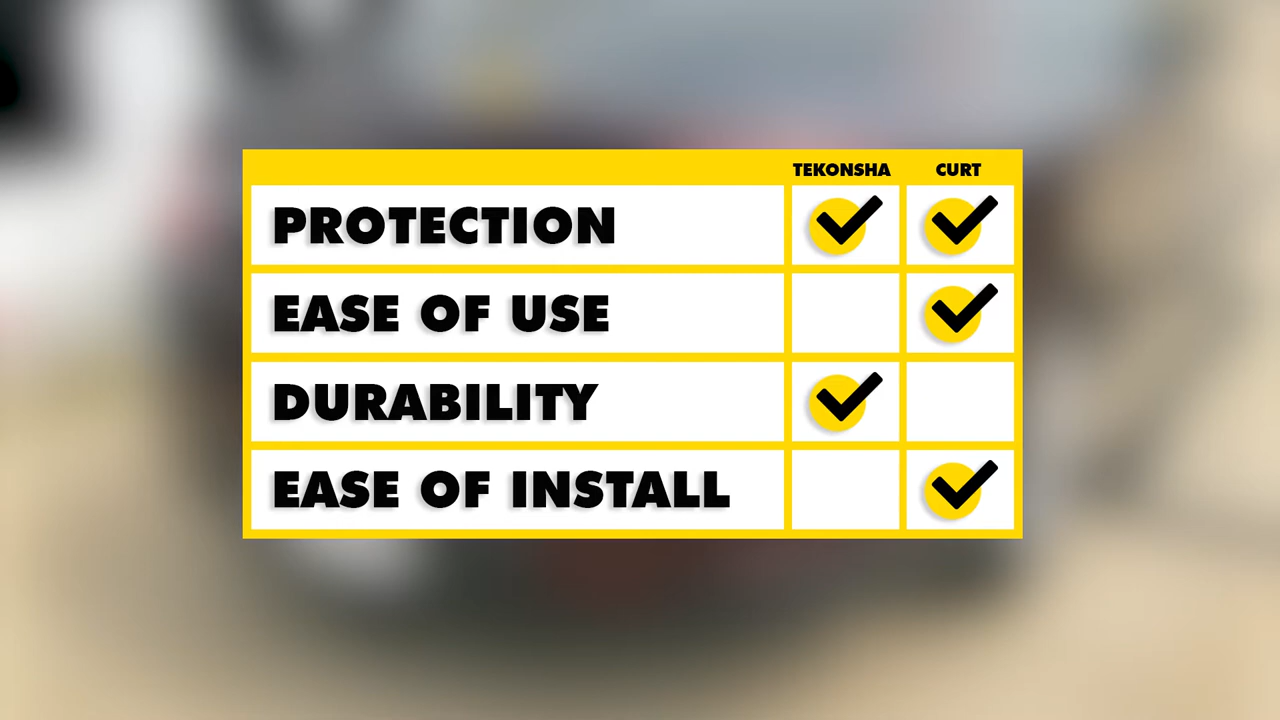 TEKONSHA CURT
PROTECTION
EASE OF USE
DURABILITY
EASE OF INSTALL